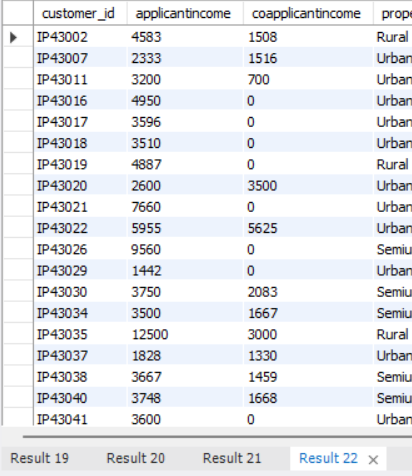 customer_id applicantincome coapplicantincome prope
IP43002 4583 1508 Rural
IP43007 2333 1516 Urban
IP43011 3200 700 Urban
IP43016 4950 0 Urban
IP43017 3596 0 Urban
IP43018 3510 0 Urban
IP43019 4887 0 Rural
IP43020 2600 3500 Urban
IP43021 7660 0 Urban
IP43022 5955 5625 Urban
IP43026 9560 0 Semiu
IP43029 1442 0 Urban
IP43030 3750 2083 Semiu
IP43034 3500 1667 Semiu
IP43035 12500 3000 Rural
IP43037 1828 1330 Urban
IP43038 3667 1459 Semiu
IP43040 3748 1668 Semiu
IP43041 3600 0 Urban
Result 19 Result 20 Result 21 Result 22 ×